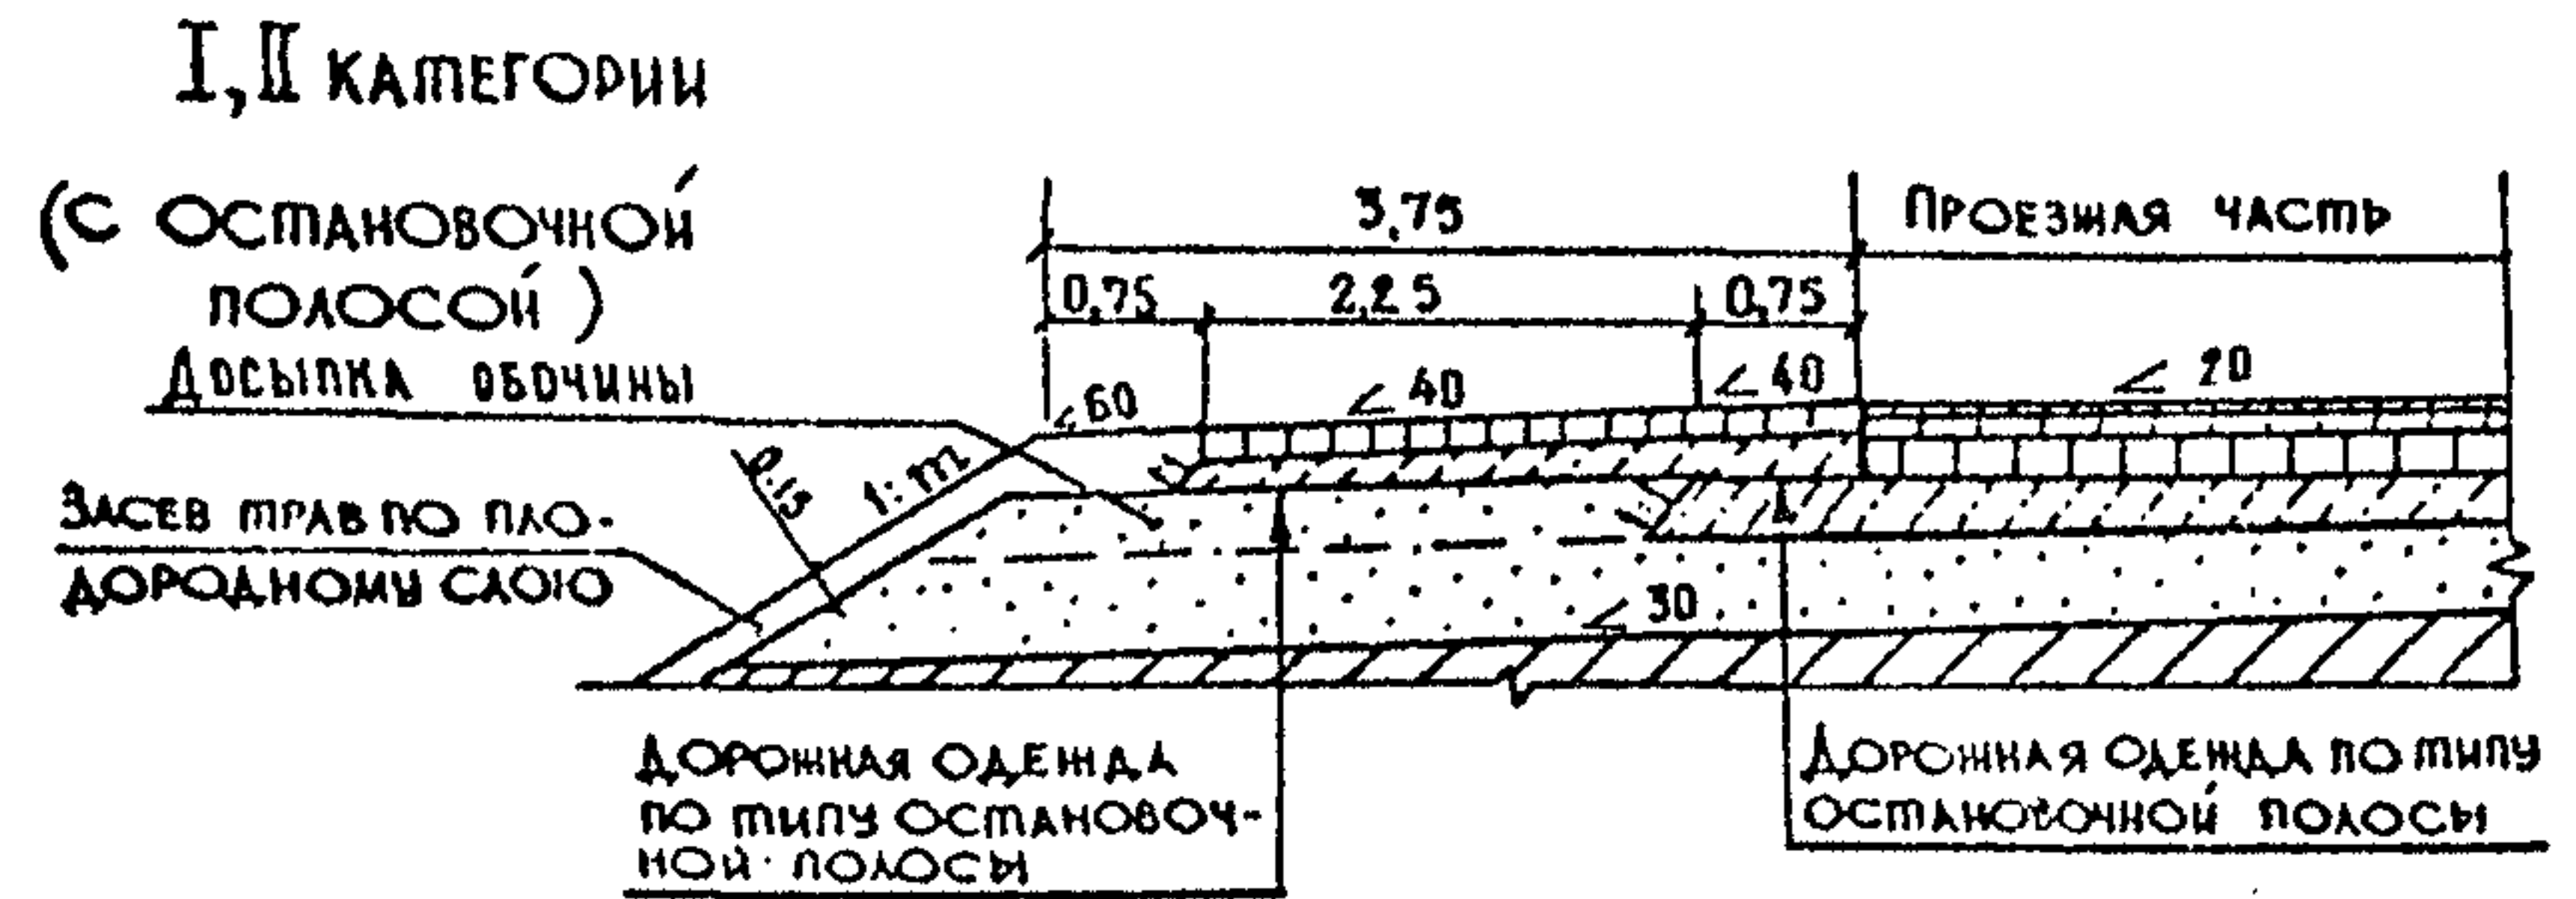 I, II КАТЕГОРИИ
(С ОСТАНОВОЧНОЙ
ПОЛОСОЙ)
ДОСЫПКА ОБОЧИНЫ
ЗАСЕВ ТРАВ ПО ПЛО-
ДОРОДНОМУ СЛОЮ
0.15
1:m
3,75
ПРОЕЗЖАЯ ЧАСТЬ
0,75
2,25
0,75
∠60
∠40
∠40
∠20
∠30
ДОРОЖНАЯ ОДЕЖДА
ПО ТИПУ ОСТАНОВОЧ-
НОЙ ПОЛОСЫ
ДОРОЖНАЯ ОДЕЖДА ПО ТИПУ
ОСТАНОВОЧНОЙ ПОЛОСЫ